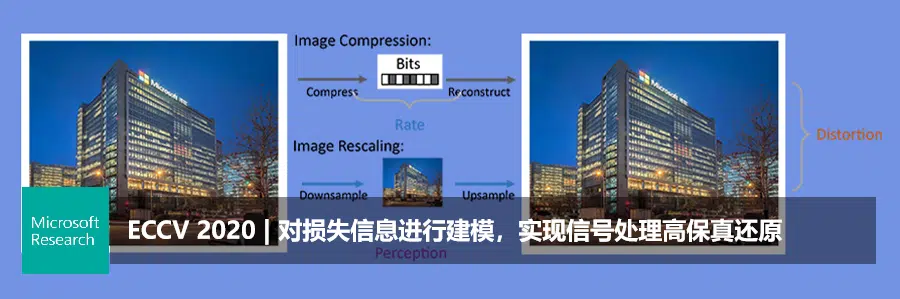 Image Compression:
Bits
Compress
Reconstruct
Rate
Distortion
Image Rescaling:
Downsample
Upsample
Microsoft
Microsoft
Research
ECCV 2020 | 对损失信息进行建模，实现信号处理高保真还原
Perception